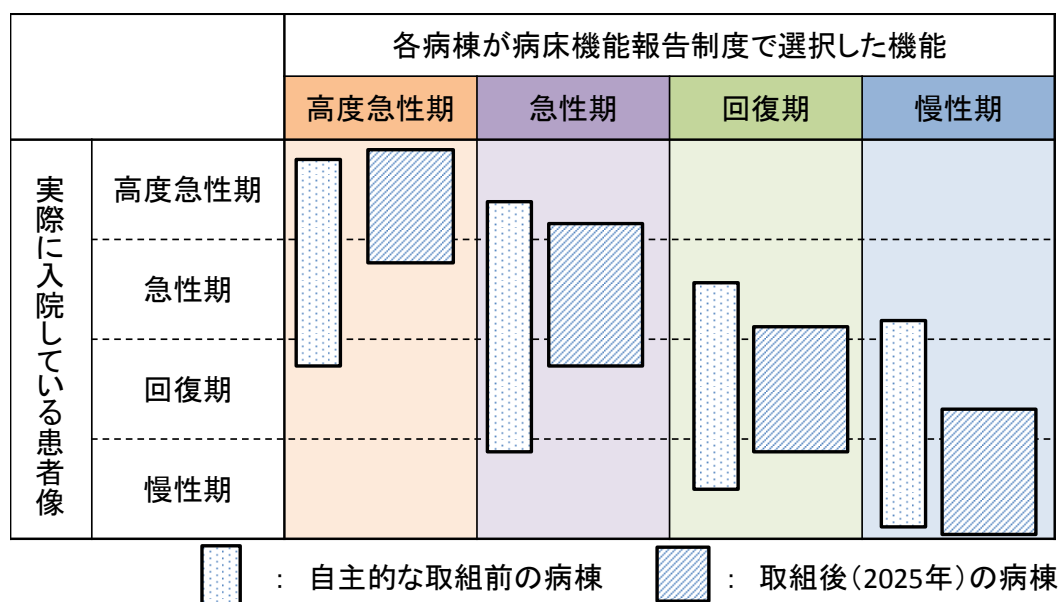 各病棟が病床機能報告制度で選択した機能
高度急性期 急性期 回復期 慢性期
実際に入院している患者像
高度急性期
急性期
回復期
慢性期
： 自主的な取組前の病棟 ： 取組後（2025年）の病棟